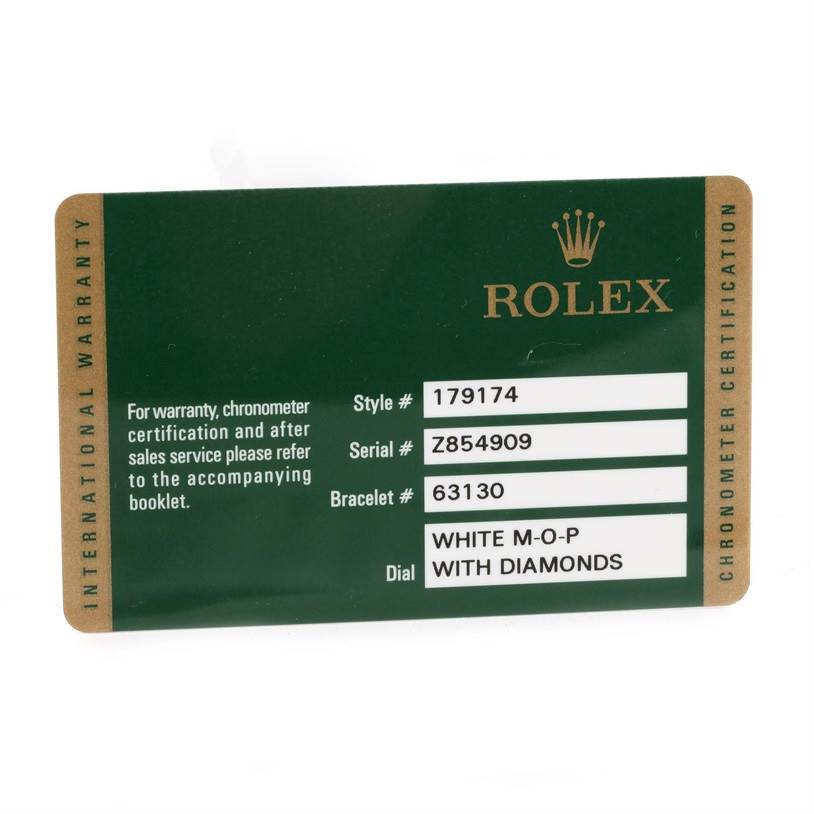 INTERNATIONAL WARRANTY
ROLEX
For warranty, chronometer
certification and after
sales service please refer
to the accompanying
booklet.
Style # 179174
Serial # Z854909
Bracelet # 63130
Dial WHITE M-O-P
WITH DIAMONDS
CHRONOMETER CERTIFICATION